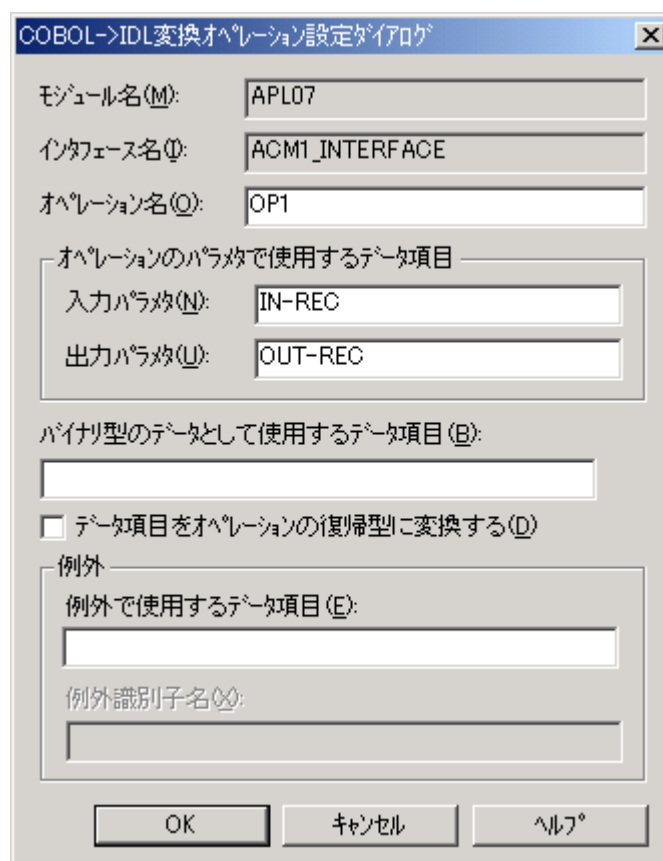 COBOL->IDL変換ｵﾍﾟﾚｰｼｮﾝ設定ﾀﾞｲｱﾛｸﾞ
ﾓｼﾞｭｰﾙ名(M): APL07
ｲﾝﾀﾌｪｰｽ名(I): ACM1_INTERFACE
ｵﾍﾟﾚｰｼｮﾝ名(O): OP1
ｵﾍﾟﾚｰｼｮﾝのﾊﾟﾗﾒﾀで使用するﾃﾞｰﾀ項目
入力ﾊﾟﾗﾒﾀ(N): IN-REC
出力ﾊﾟﾗﾒﾀ(U): OUT-REC
ﾊﾞｲﾅﾘ型のﾃﾞｰﾀとして使用するﾃﾞｰﾀ項目(B):
ﾃﾞｰﾀ項目をｵﾍﾟﾚｰｼｮﾝの復帰型に変換する(D)
例外
例外で使用するﾃﾞｰﾀ項目(E):
例外識別子名(X):
OK ｷｬﾝｾﾙ ﾍﾙﾌﾟ